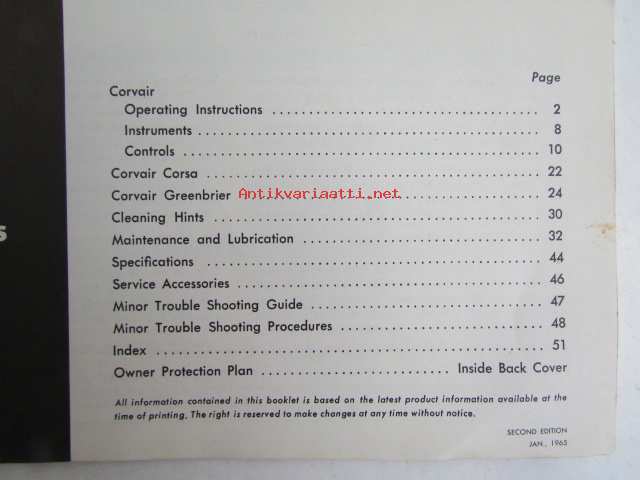 Page
Corvair
Operating Instructions ........................................ 2
Instruments .................................................... 8
Controls ....................................................... 10
Corvair Corsa .................................................. 22
Corvair Greenbrier Antikvariaatti.net .......................... 24
Cleaning Hints ................................................. 30
Maintenance and Lubrication .................................... 32
Specifications ................................................. 44
Service Accessories ............................................ 46
Minor Trouble Shooting Guide ................................... 47
Minor Trouble Shooting Procedures .............................. 48
Index .......................................................... 51
Owner Protection Plan ........................ Inside Back Cover
All information contained in this booklet is based on the latest product information available at the
time of printing. The right is reserved to make changes at any time without notice.
SECOND EDITION
JAN., 1965
s